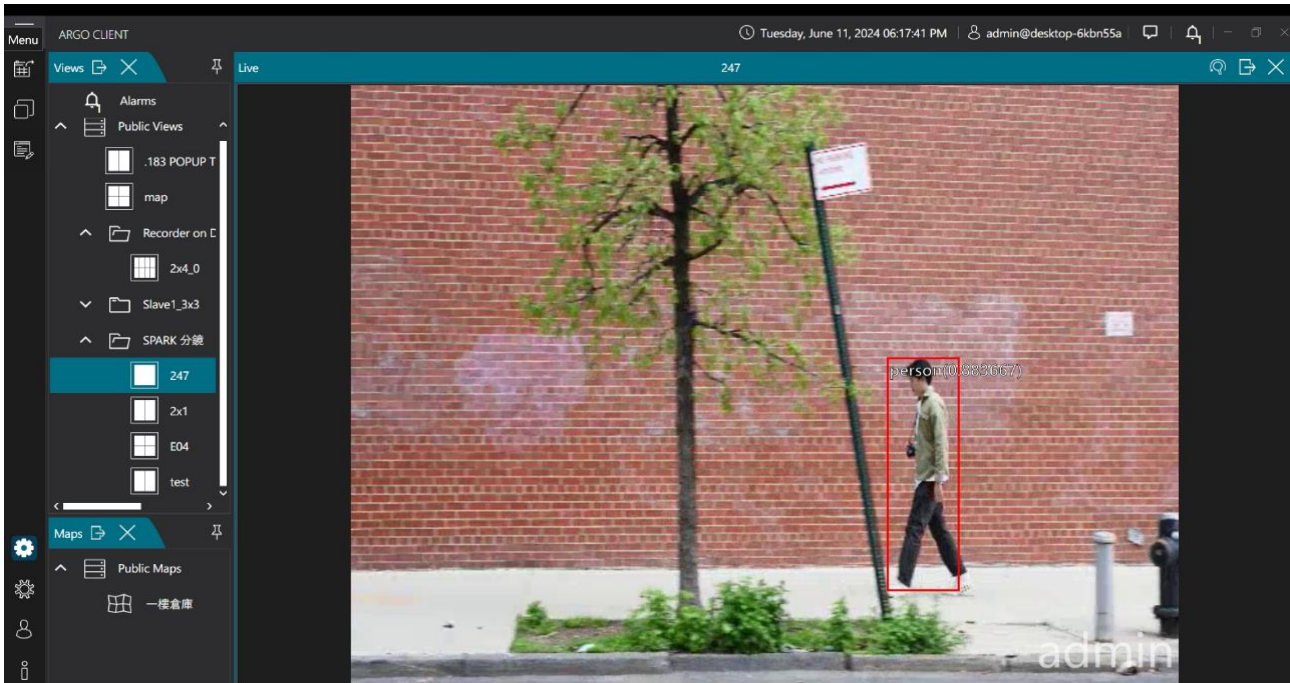 Menu
ARGO CLIENT
Tuesday, June 11, 2024 06:17:41 PM
admin@desktop-6kbn55a
Views
Live
247
Alarms
Public Views
.183 POPUP T
map
Recorder on D
2x4_0
Slave1_3x3
SPARK 分鏡
247
2x1
E04
test
Maps
Public Maps
一樓倉庫
person(0.883667)
admin